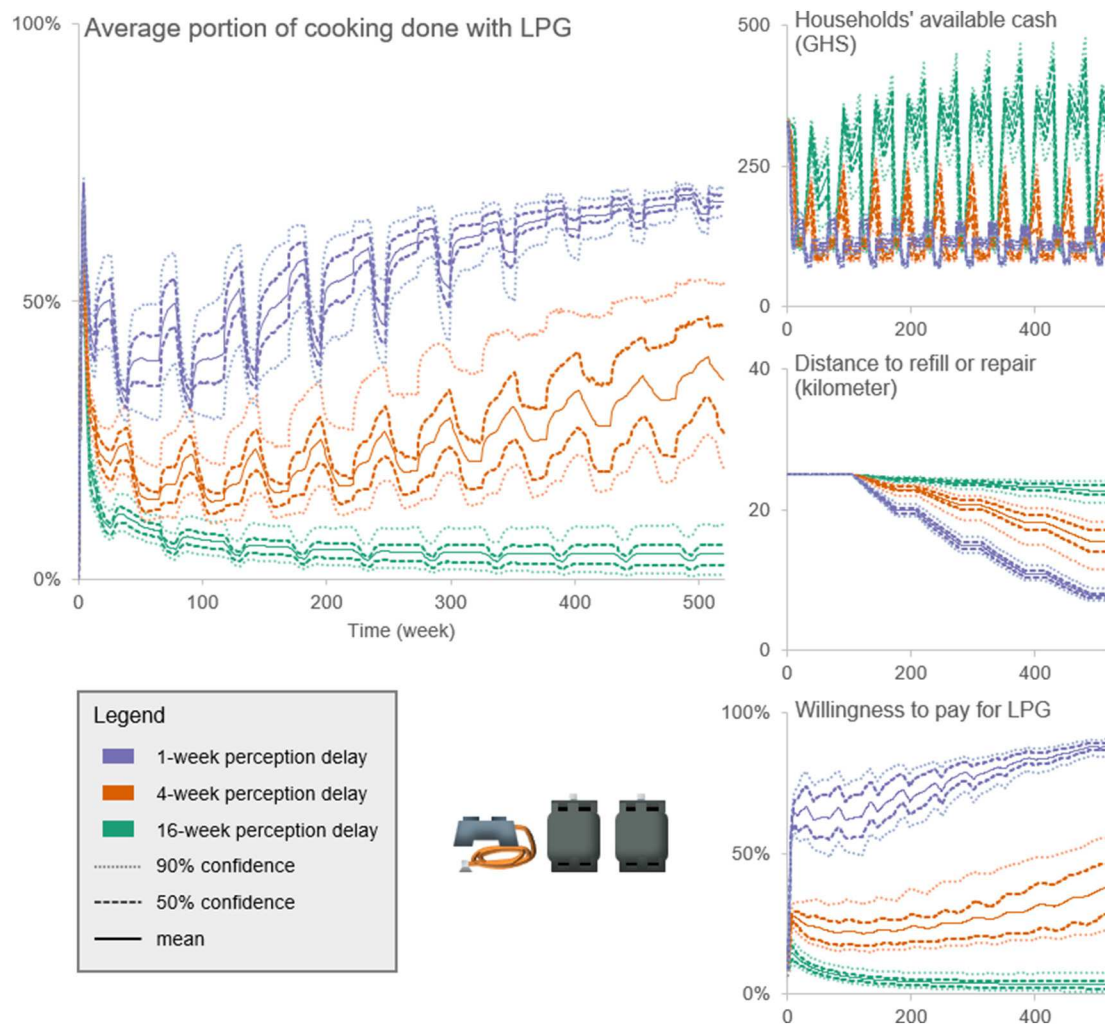 100%
Average portion of cooking done with LPG
50%
0%
0 100 200 300 400 500
Time (week)
Households' available cash
(GHS)
500
250
0
0 200 400
Distance to refill or repair
(kilometer)
40
20
0
0 200 400
Willingness to pay for LPG
100%
50%
0%
0 200 400
Legend
1-week perception delay
4-week perception delay
16-week perception delay
90% confidence
50% confidence
mean